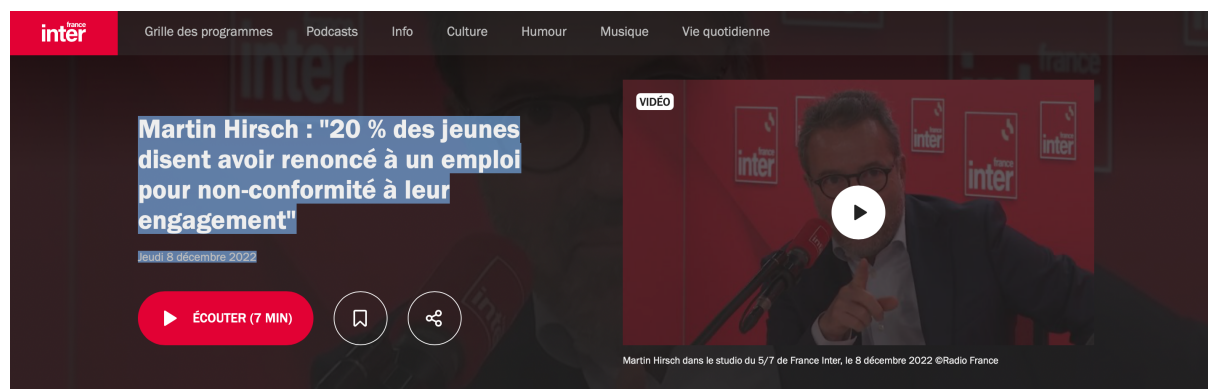 france
inter
Grille des programmes
Podcasts
Info
Culture
Humour
Musique
Vie quotidienne
inter
france
Martin Hirsch : "20 % des jeunes
disent avoir renoncé à un emploi
pour non-conformité à leur
engagement"
Jeudi 8 décembre 2022
ÉCOUTER (7 MIN)
VIDÉO
france
inter
inter
france
inter
inter
Martin Hirsch dans le studio du 5/7 de France Inter, le 8 décembre 2022 ©Radio France